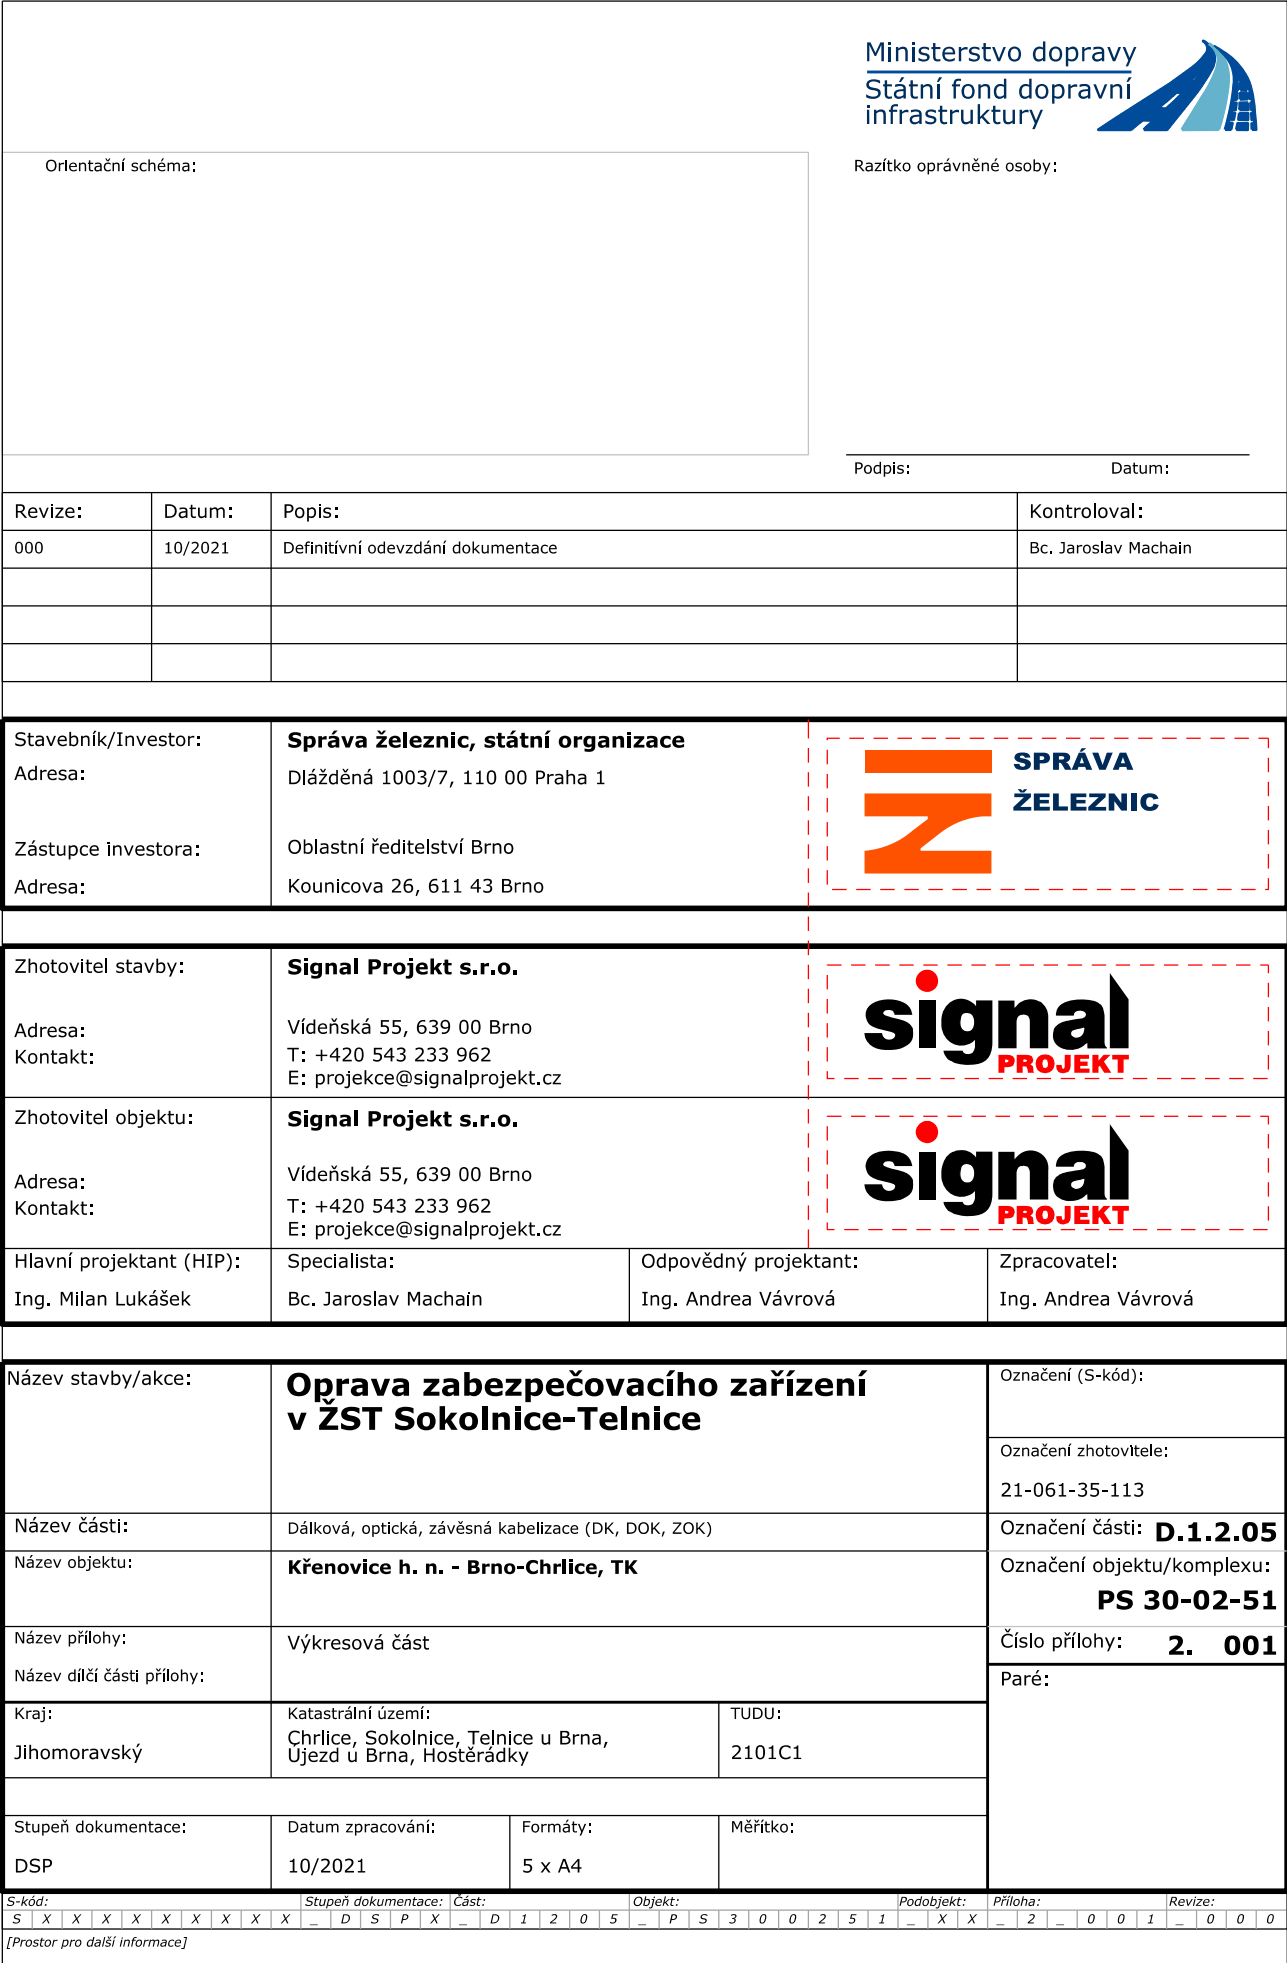 Ministerstvo dopravy
Státní fond dopravní
infrastruktury
Orientační schéma:
Razítko oprávněné osoby:
Podpis: Datum:
Revize: Datum: Popis: Kontroloval:
000 10/2021 Definitivní odevzdání dokumentace Bc. Jaroslav Machain
Stavebník/Investor: Správa železnic, státní organizace
Adresa: Dlážděná 1003/7, 110 00 Praha 1
SPRÁVA
ŽELEZNIC
Zástupce investora: Oblastní ředitelství Brno
Adresa: Kounicova 26, 611 43 Brno
Zhotovitel stavby: Signal Projekt s.r.o.
Adresa: Vídeňská 55, 639 00 Brno
Kontakt: T: +420 543 233 962
E: projekce@signalprojekt.cz
signal
PROJEKT
Zhotovitel objektu: Signal Projekt s.r.o.
Adresa: Vídeňská 55, 639 00 Brno
Kontakt: T: +420 543 233 962
E: projekce@signalprojekt.cz
signal
PROJEKT
Hlavní projektant (HIP): Specialista: Odpovědný projektant: Zpracovatel:
Ing. Milan Lukášek Bc. Jaroslav Machain Ing. Andrea Vávrová Ing. Andrea Vávrová
Název stavby/akce: Oprava zabezpečovacího zařízení
v ŽST Sokolnice-Telnice
Označení (S-kód):
Označení zhotovitele:
21-061-35-113
Název části: Dálková, optická, závěsná kabelizace (DK, DOK, ZOK) Označení části: D.1.2.05
Název objektu: Křenovice h. n. - Brno-Chrlice, TK Označení objektu/komplexu:
PS 30-02-51
Název přílohy: Výkresová část Číslo přílohy: 2. 001
Název dílčí části přílohy:
Paré:
Kraj: Katastrální území: TUDU:
Jihomoravský Chrlice, Sokolnice, Telnice u Brna,
Újezd u Brna, Hostěrádky 2101C1
Stupeň dokumentace: Datum zpracování: Formáty: Měřítko:
DSP 10/2021 5 x A4
S-kód: Stupeň dokumentace: Část: Objekt: Podobjekt: Příloha: Revize:
S X X X X X X X X X _ D S P X _ D 1 2 0 5 _ P S 3 0 0 2 5 1 _ X X _ 2 _ 0 0 1 _ 0 0 0
[Prostor pro další informace]